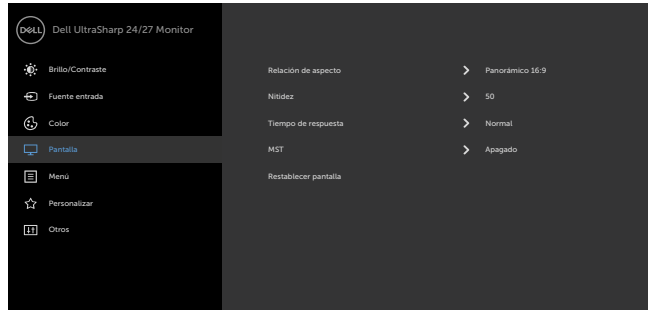 DELL Dell UltraSharp 24/27 Monitor
Brillo/Contraste
Fuente entrada
Color
Pantalla
Menú
Personalizar
Otros
Relación de aspecto Panorámico 16:9
Nitidez 50
Tiempo de respuesta Normal
MST Apagado
Restablecer pantalla